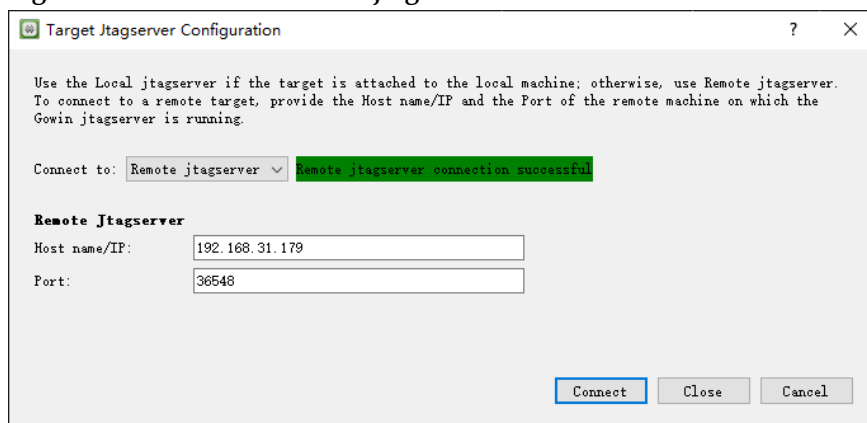 Target Jtagserver Configuration
Use the Local jtagserver if the target is attached to the local machine; otherwise, use Remote jtagserver.
To connect to a remote target, provide the Host name/IP and the Port of the remote machine on which the
Gowin jtagserver is running.
Connect to: Remote jtagserver Remote jtagserver connection successful
Remote Jtagserver
Host name/IP: 192.168.31.179
Port: 36548
Connect Close Cancel